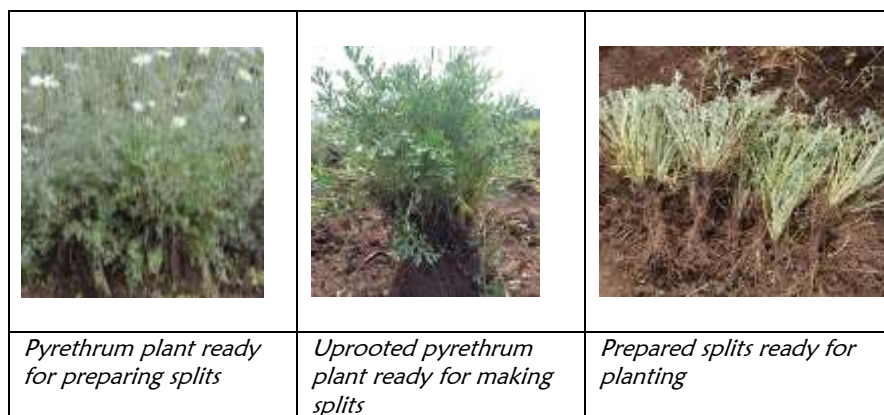 Pyrethrum plant ready
for preparing splits
Uprooted pyrethrum
plant ready for making
splits
Prepared splits ready for
planting